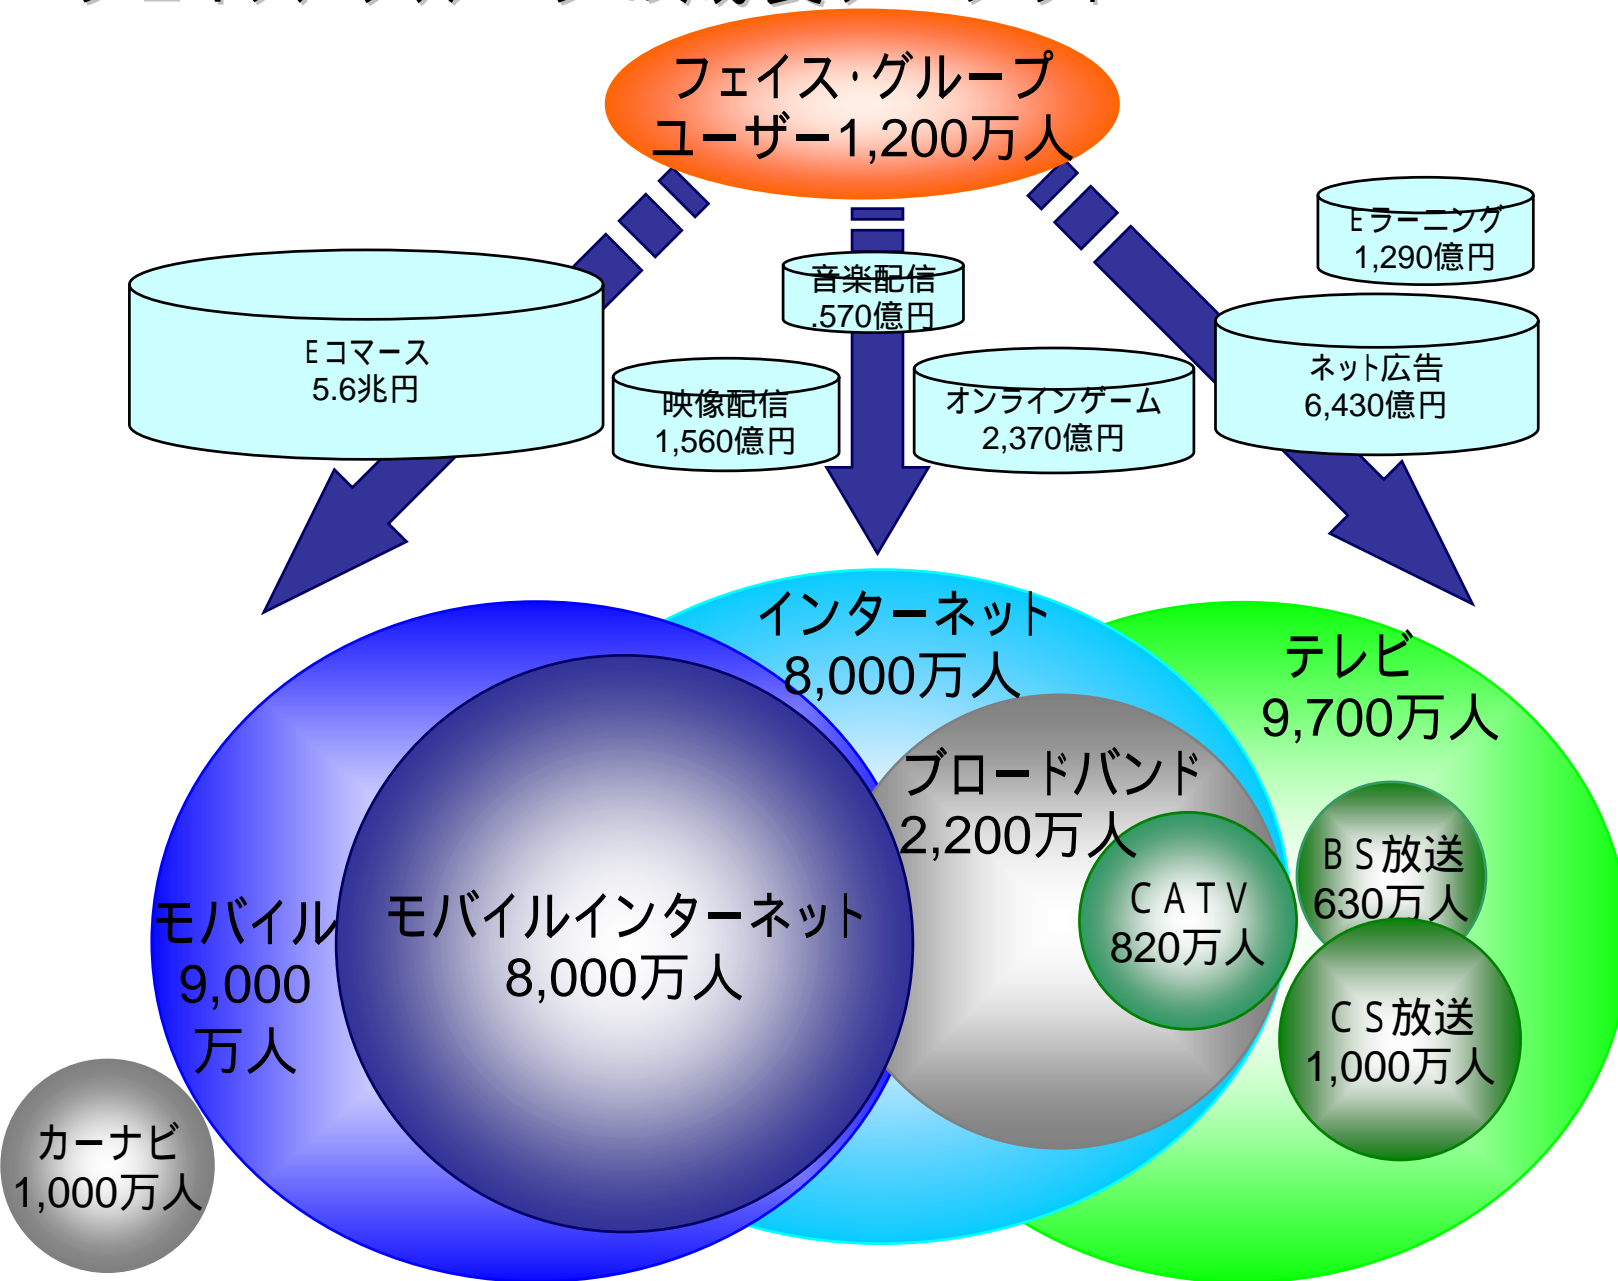 フェイス・グループ
ユーザー1,200万人
Eラーニング
1,290億円
音楽配信
.570億円
Eコマース
5.6兆円
映像配信
1,560億円
オンラインゲーム
2,370億円
ネット広告
6,430億円
インターネット
8,000万人
テレビ
9,700万人
ブロードバンド
2,200万人
BS放送
630万人
CATV
820万人
モバイル
9,000
万人
モバイルインターネット
8,000万人
CS放送
1,000万人
カーナビ
1,000万人